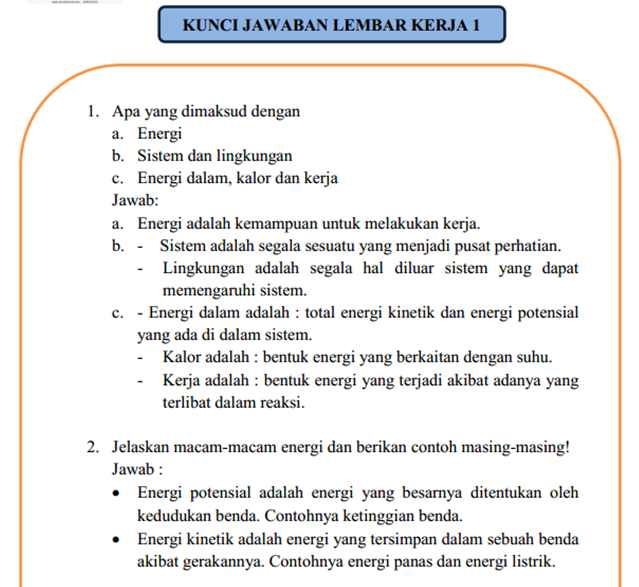 KUNCI JAWABAN LEMBAR KERJA 1
1. Apa yang dimaksud dengan
a. Energi
b. Sistem dan lingkungan
c. Energi dalam, kalor dan kerja
Jawab:
a. Energi adalah kemampuan untuk melakukan kerja.
b. - Sistem adalah segala sesuatu yang menjadi pusat perhatian.
- Lingkungan adalah segala hal diluar sistem yang dapat
memengaruhi sistem.
c. - Energi dalam adalah : total energi kinetik dan energi potensial
yang ada di dalam sistem.
- Kalor adalah : bentuk energi yang berkaitan dengan suhu.
- Kerja adalah : bentuk energi yang terjadi akibat adanya yang
terlibat dalam reaksi.
2. Jelaskan macam-macam energi dan berikan contoh masing-masing!
Jawab :
• Energi potensial adalah energi yang besarnya ditentukan oleh
kedudukan benda. Contohnya ketinggian benda.
• Energi kinetik adalah energi yang tersimpan dalam sebuah benda
akibat gerakannya. Contohnya energi panas dan energi listrik.